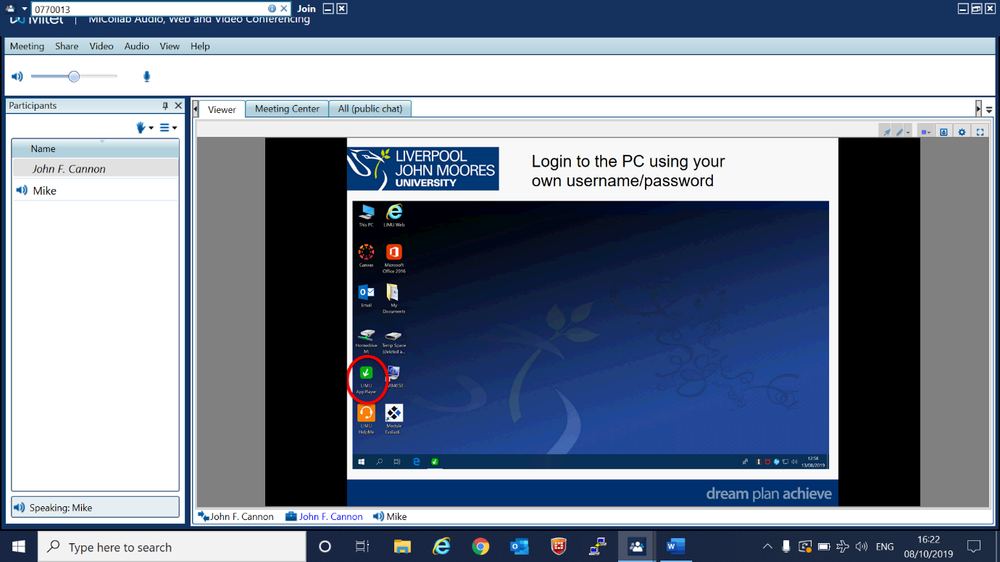 0770013
Join
Mitel | MiCollab Audio, Web and Video Conferencing
Meeting Share Video Audio View Help
Participants
Name
John F. Cannon
Mike
Speaking: Mike
Viewer Meeting Center All (public chat)
LIVERPOOL
JOHN MOORES
UNIVERSITY
Login to the PC using your
own username/password
This PC LJMU Web
Canvas Microsoft
Office 2016
Email My
Documents
Homedrive
M: Temp Space
(deleted a...
LJMU
AppPlayer
LJMU
HelpMe Module
Evaluati...
12:58
13/08/2019
dream plan achieve
John F. Cannon John F. Cannon Mike
Type here to search
ENG
16:22
08/10/2019